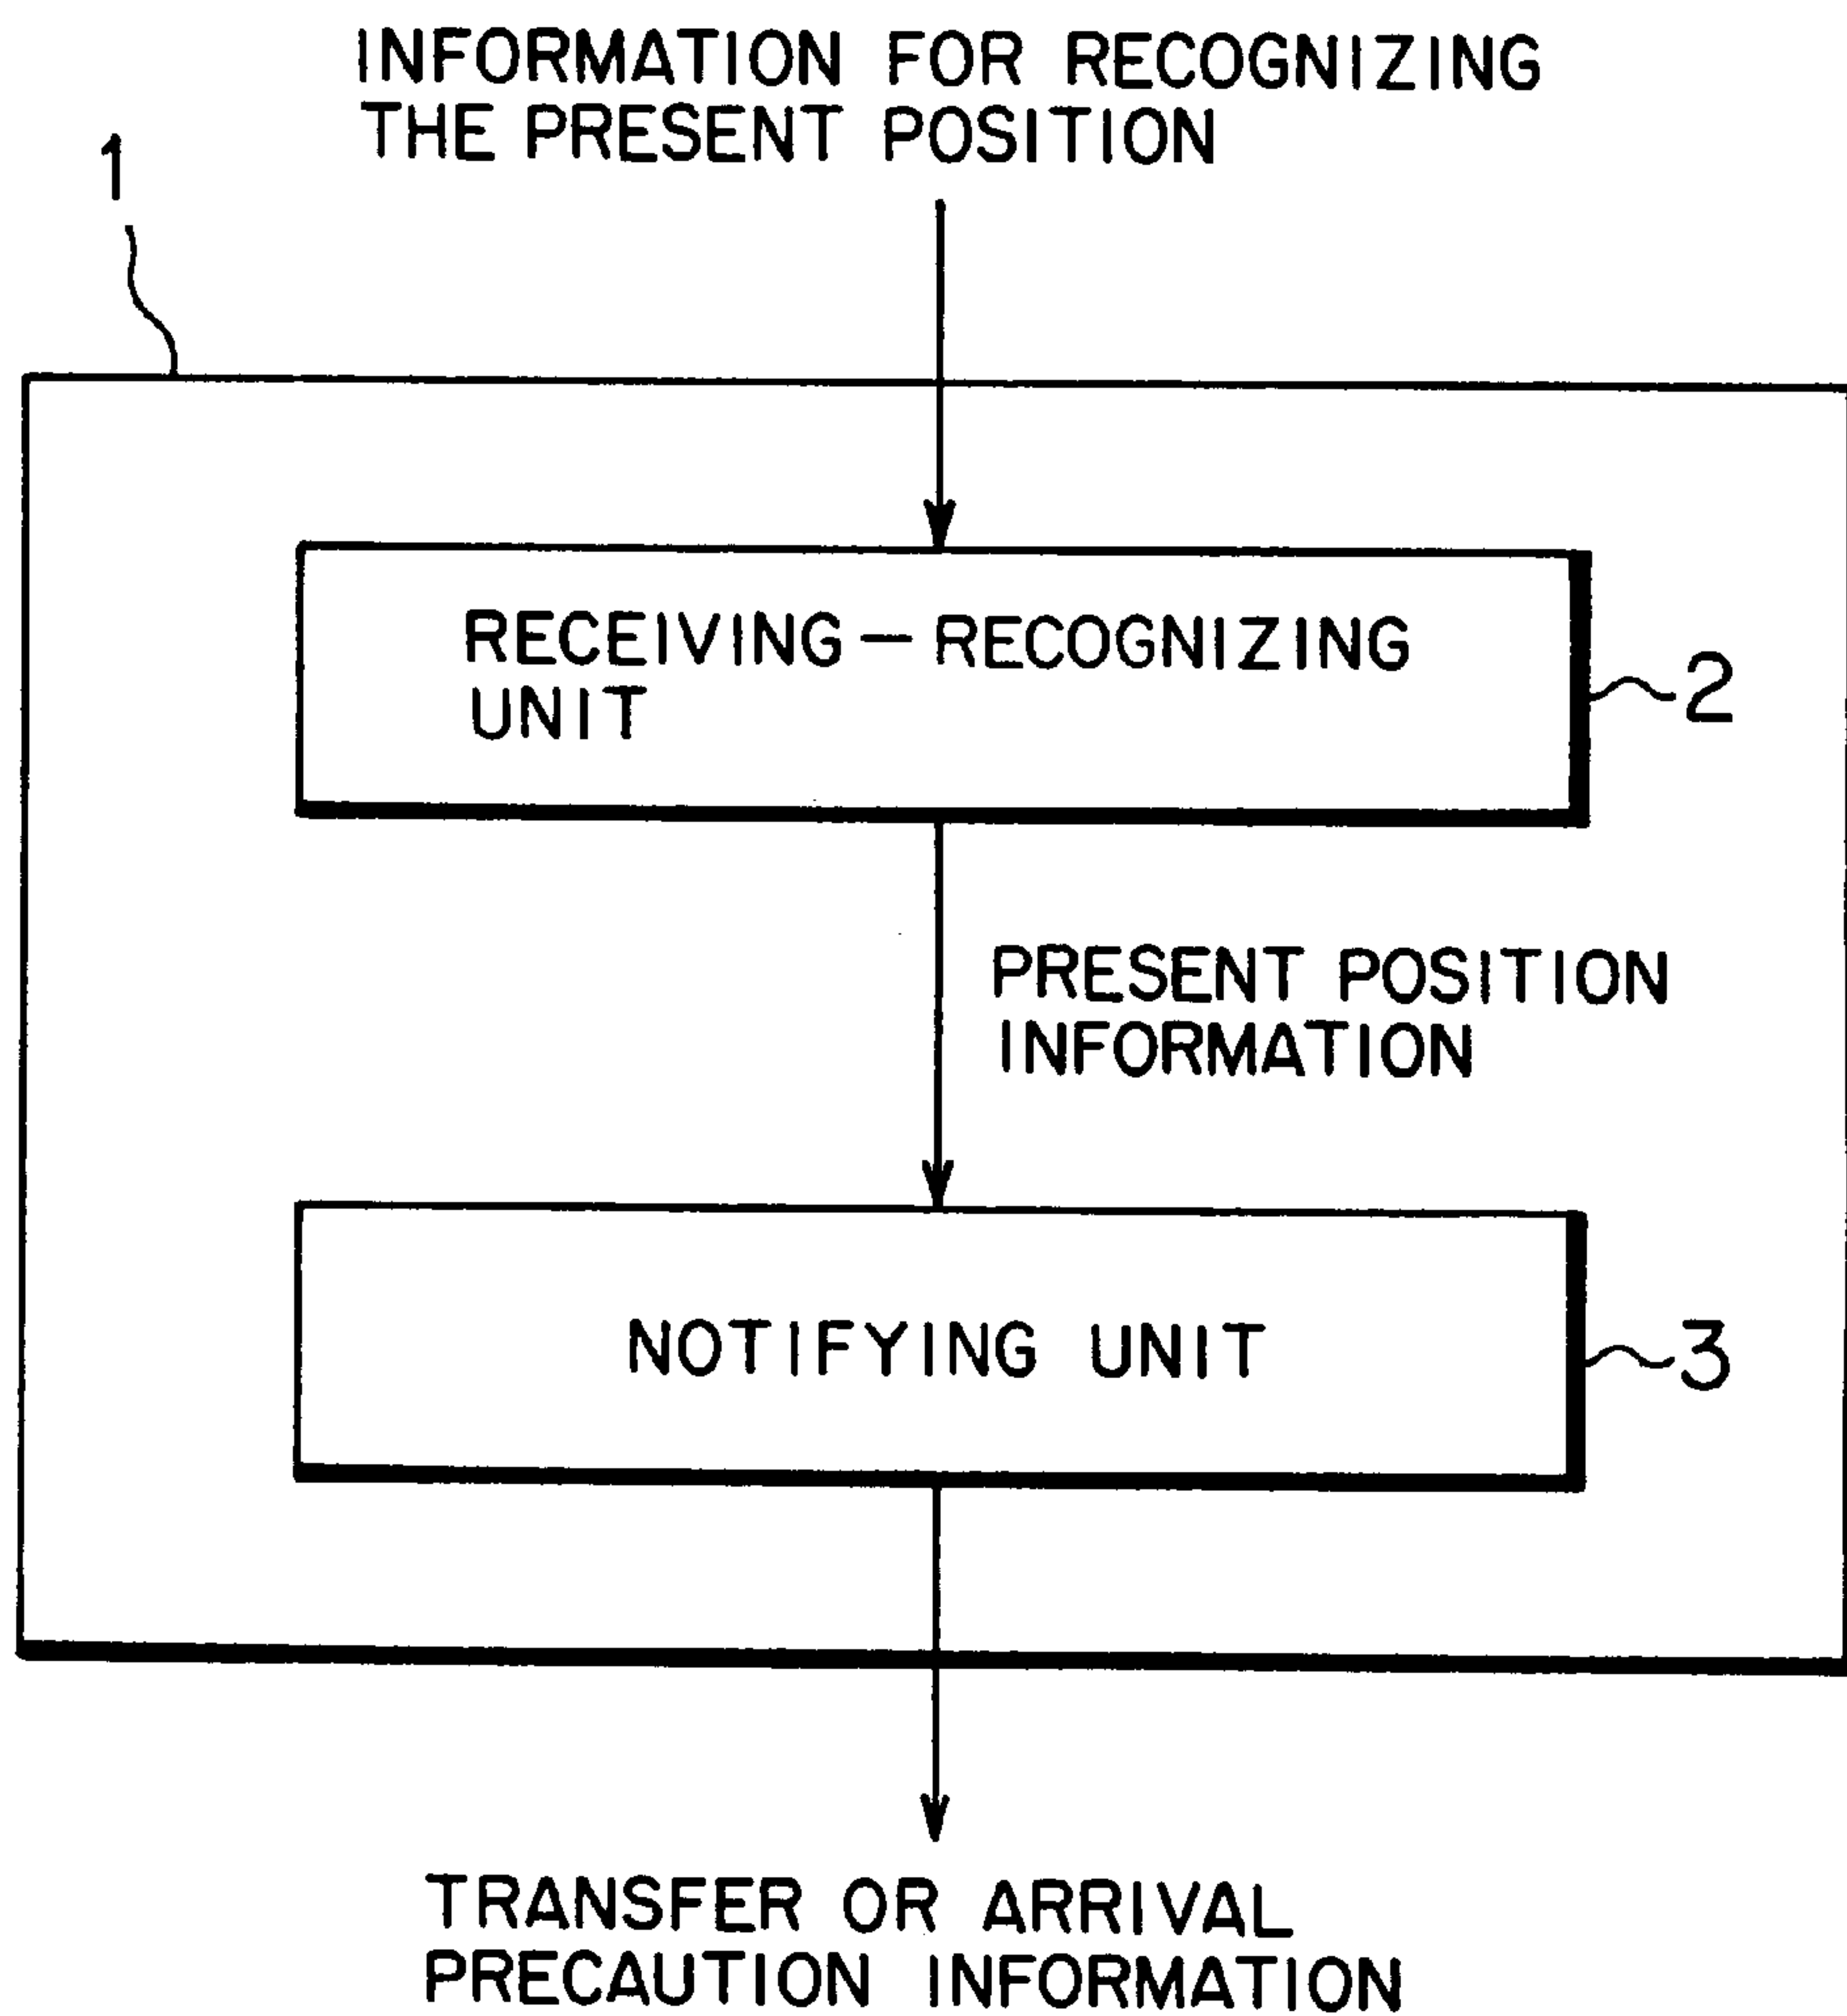 INFORMATION FOR RECOGNIZING
THE PRESENT POSITION
1
RECEIVING-RECOGNIZING
UNIT
2
PRESENT POSITION
INFORMATION
NOTIFYING UNIT
3
TRANSFER OR ARRIVAL
PRECAUTION INFORMATION